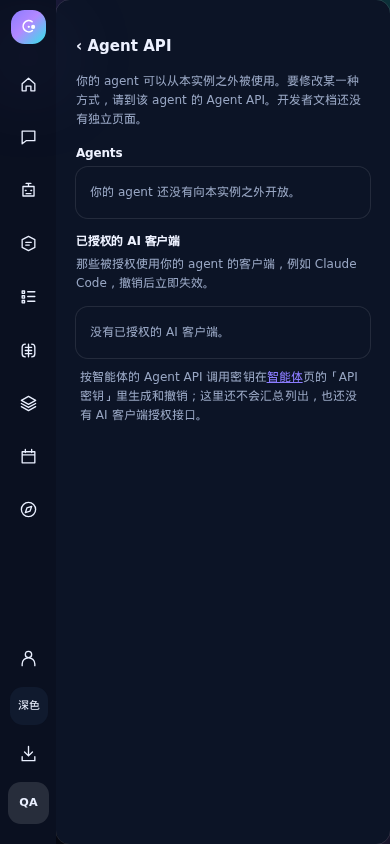 ‹ Agent API
你的 agent 可以从本实例之外被使用。要修改某一种
方式，请到该 agent 的 Agent API。开发者文档还没
有独立页面。
Agents
你的 agent 还没有向本实例之外开放。
已授权的 AI 客户端
那些被授权使用你的 agent 的客户端，例如 Claude
Code，撤销后立即失效。
没有已授权的 AI 客户端。
按智能体的 Agent API 调用密钥在智能体页的「API
密钥」里生成和撤销；这里还不会汇总列出，也还没
有 AI 客户端授权接口。
深色
QA